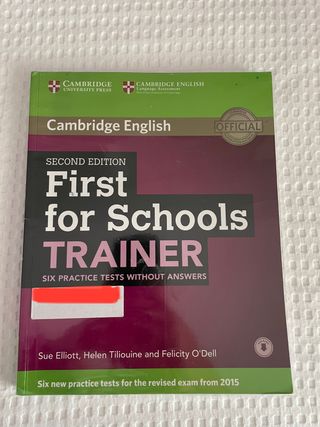 CAMBRIDGE
UNIVERSITY PRESS
CAMBRIDGE ENGLISH
Language Assessment
Cambridge English
OFFICIAL
SECOND EDITION
First
for Schools
TRAINER
SIX PRACTICE TESTS WITHOUT ANSWERS
Sue Elliott, Helen Tiliouine and Felicity O'Dell
Six new practice tests for the revised exam from 2015